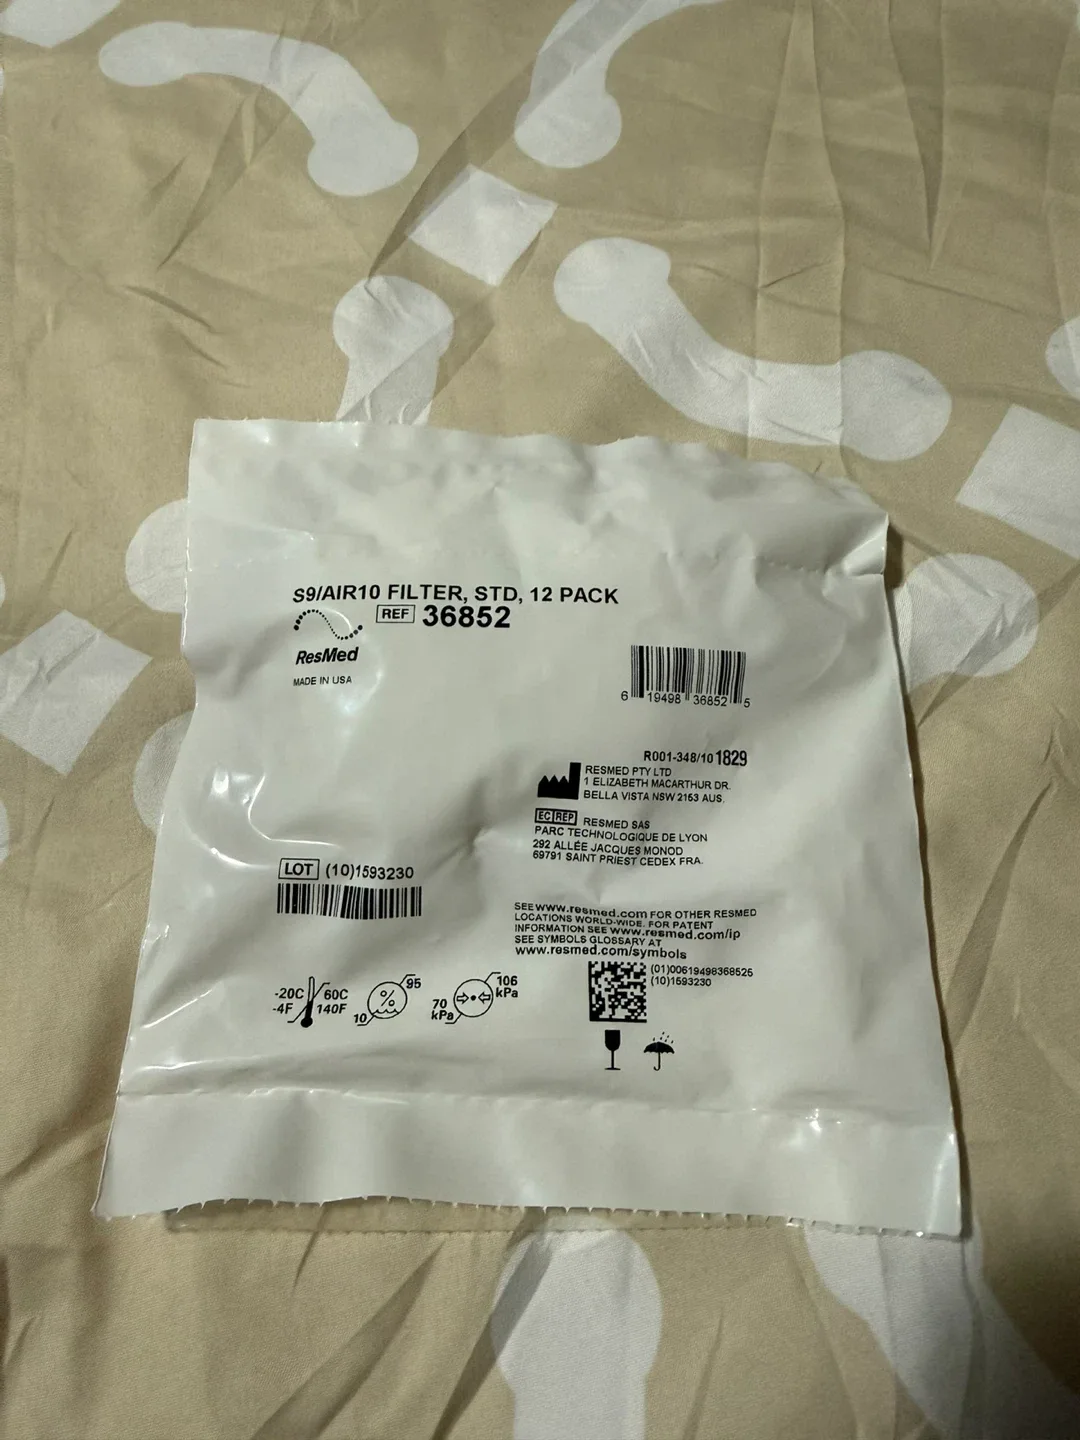 S9/AIR10 FILTER, STD, 12 PACK
REF 36852
ResMed
MADE IN USA
6 19498 36852 5
R001-348/10 1829
RESMED PTY LTD
1 ELIZABETH MACARTHUR DR.
BELLA VISTA NSW 2153 AUS.
EC REP RESMED SAS
PARC TECHNOLOGIQUE DE LYON
292 ALLÉE JACQUES MONOD
69791 SAINT PRIEST CEDEX FRA.
LOT (10)1593230
SEE www.resmed.com FOR OTHER RESMED
LOCATIONS WORLD-WIDE. FOR PATENT
INFORMATION SEE www.resmed.com/ip
SEE SYMBOLS GLOSSARY AT
www.resmed.com/symbols
(01)00619498368525
(10)1593230
-20C 60C
-4F 140F
% 95
10
106
kPa
70
kPa